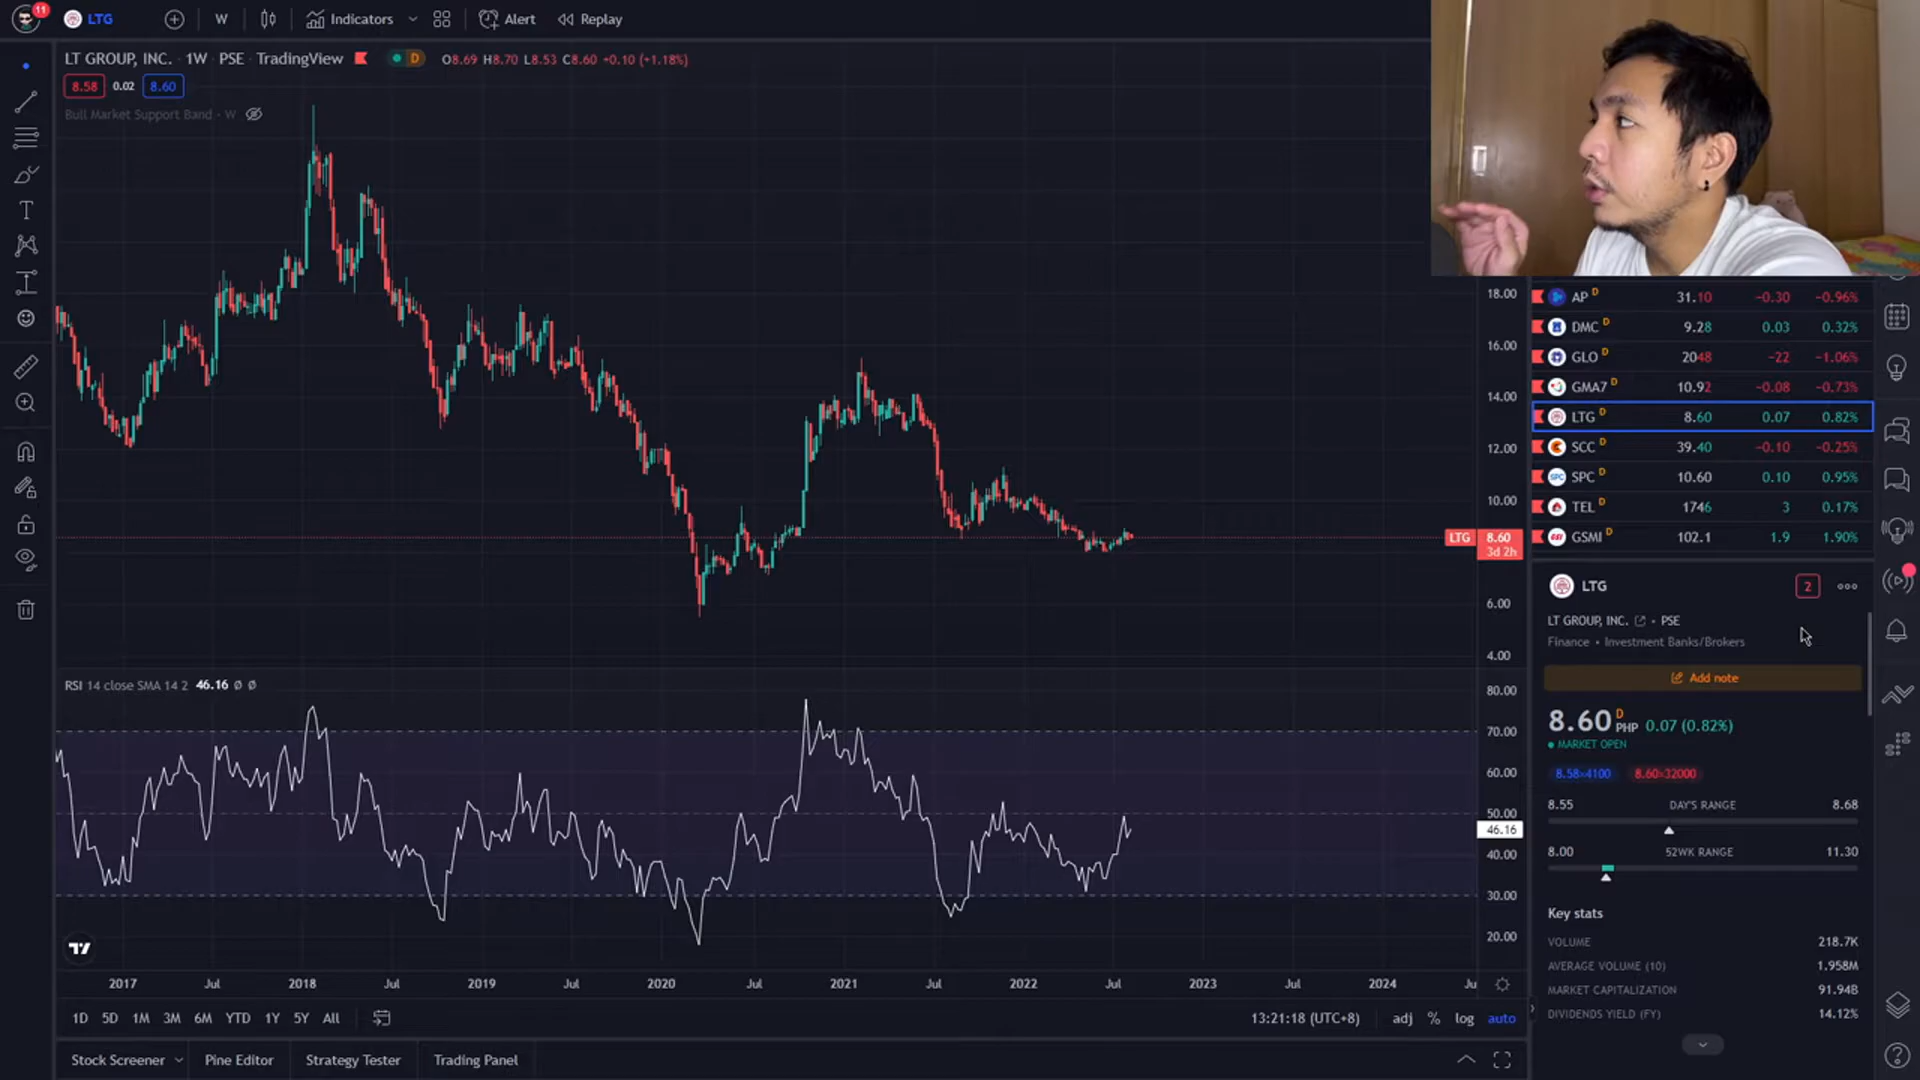 11
LTG
W
Indicators
Alert
Replay
LT GROUP, INC. · 1W · PSE · TradingView
D
O8.69 H8.70 L8.53 C8.60 +0.10 (+1.18%)
8.58
0.02
8.60
Bull Market Support Band · W
18.00
16.00
14.00
12.00
10.00
LTG 8.60
3d 2h
6.00
4.00
RSI 14 close SMA 14 2 46.16 ∅ ∅
80.00
70.00
60.00
50.00
46.16
40.00
30.00
20.00
2017 Jul 2018 Jul 2019 Jul 2020 Jul 2021 Jul 2022 Jul 2023 Jul 2024 Ju
1D 5D 1M 3M 6M YTD 1Y 5Y All
13:21:18 (UTC+8) adj % log auto
Stock Screener
Pine Editor
Strategy Tester
Trading Panel
AP D 31.10 −0.30 −0.96%
DMC D 9.28 0.03 0.32%
GLO D 2048 −22 −1.06%
GMA7 D 10.92 −0.08 −0.73%
LTG D 8.60 0.07 0.82%
SCC D 39.40 −0.10 −0.25%
SPC D 10.60 0.10 0.95%
TEL D 1746 3 0.17%
GSMI D 102.1 1.9 1.90%
LTG
2
LT GROUP, INC. • PSE
Finance • Investment Banks/Brokers
Add note
8.60 D PHP 0.07 (0.82%)
MARKET OPEN
8.58×4100 8.60×32000
8.55 DAY'S RANGE 8.68
8.00 52WK RANGE 11.30
Key stats
VOLUME 218.7K
AVERAGE VOLUME (10) 1.958M
MARKET CAPITALIZATION 91.94B
DIVIDENDS YIELD (FY) 14.12%